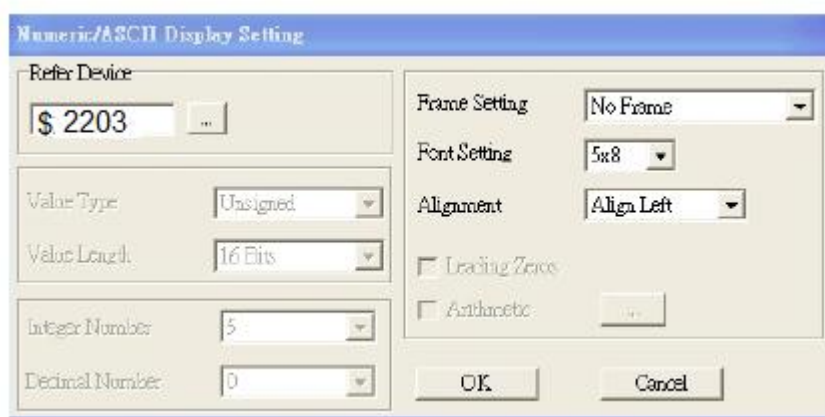 Numeric/ASCII Display Setting
Refer Device
$ 2203
...
Value Type
Unsigned
Value Length
16 Bits
Integer Number
5
Decimal Number
0
Frame Setting
No Frame
Font Setting
5x8
Alignment
Align Left
Leading Zeros
Arithmetic
...
OK
Cancel